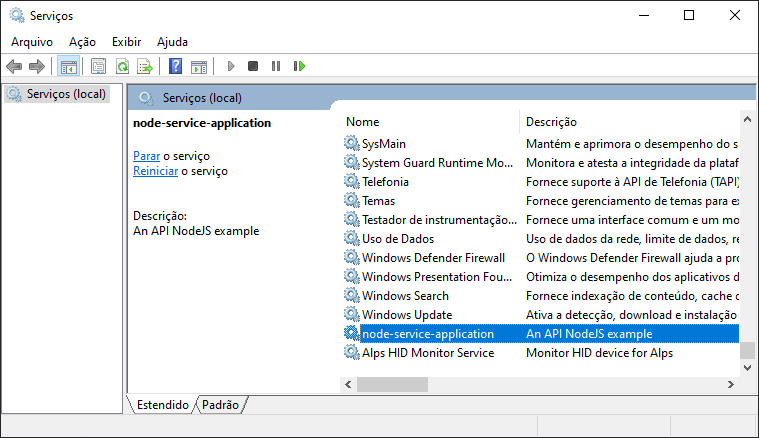 Serviços
Arquivo Ação Exibir Ajuda
Serviços (local)
Serviços (local)
node-service-application
Parar o serviço
Reiniciar o serviço
Descrição:
An API NodeJS example
Nome Descrição
SysMain Mantém e aprimora o desempenho do s
System Guard Runtime Mo... Monitora e atesta a integridade da plataf
Telefonia Fornece suporte à API de Telefonia (TAPI)
Temas Fornece gerenciamento de temas para ex
Testador de instrumentação... Fornece uma interface comum e um mo
Uso de Dados Uso de dados da rede, limite de dados, re
Windows Defender Firewall O Windows Defender Firewall ajuda a pro
Windows Presentation Fou... Otimiza o desempenho dos aplicativos d
Windows Search Fornece indexação de conteúdo, cache d
Windows Update Ativa a detecção, download e instalação
node-service-application An API NodeJS example
Alps HID Monitor Service Monitor HID device for Alps
Estendido Padrão